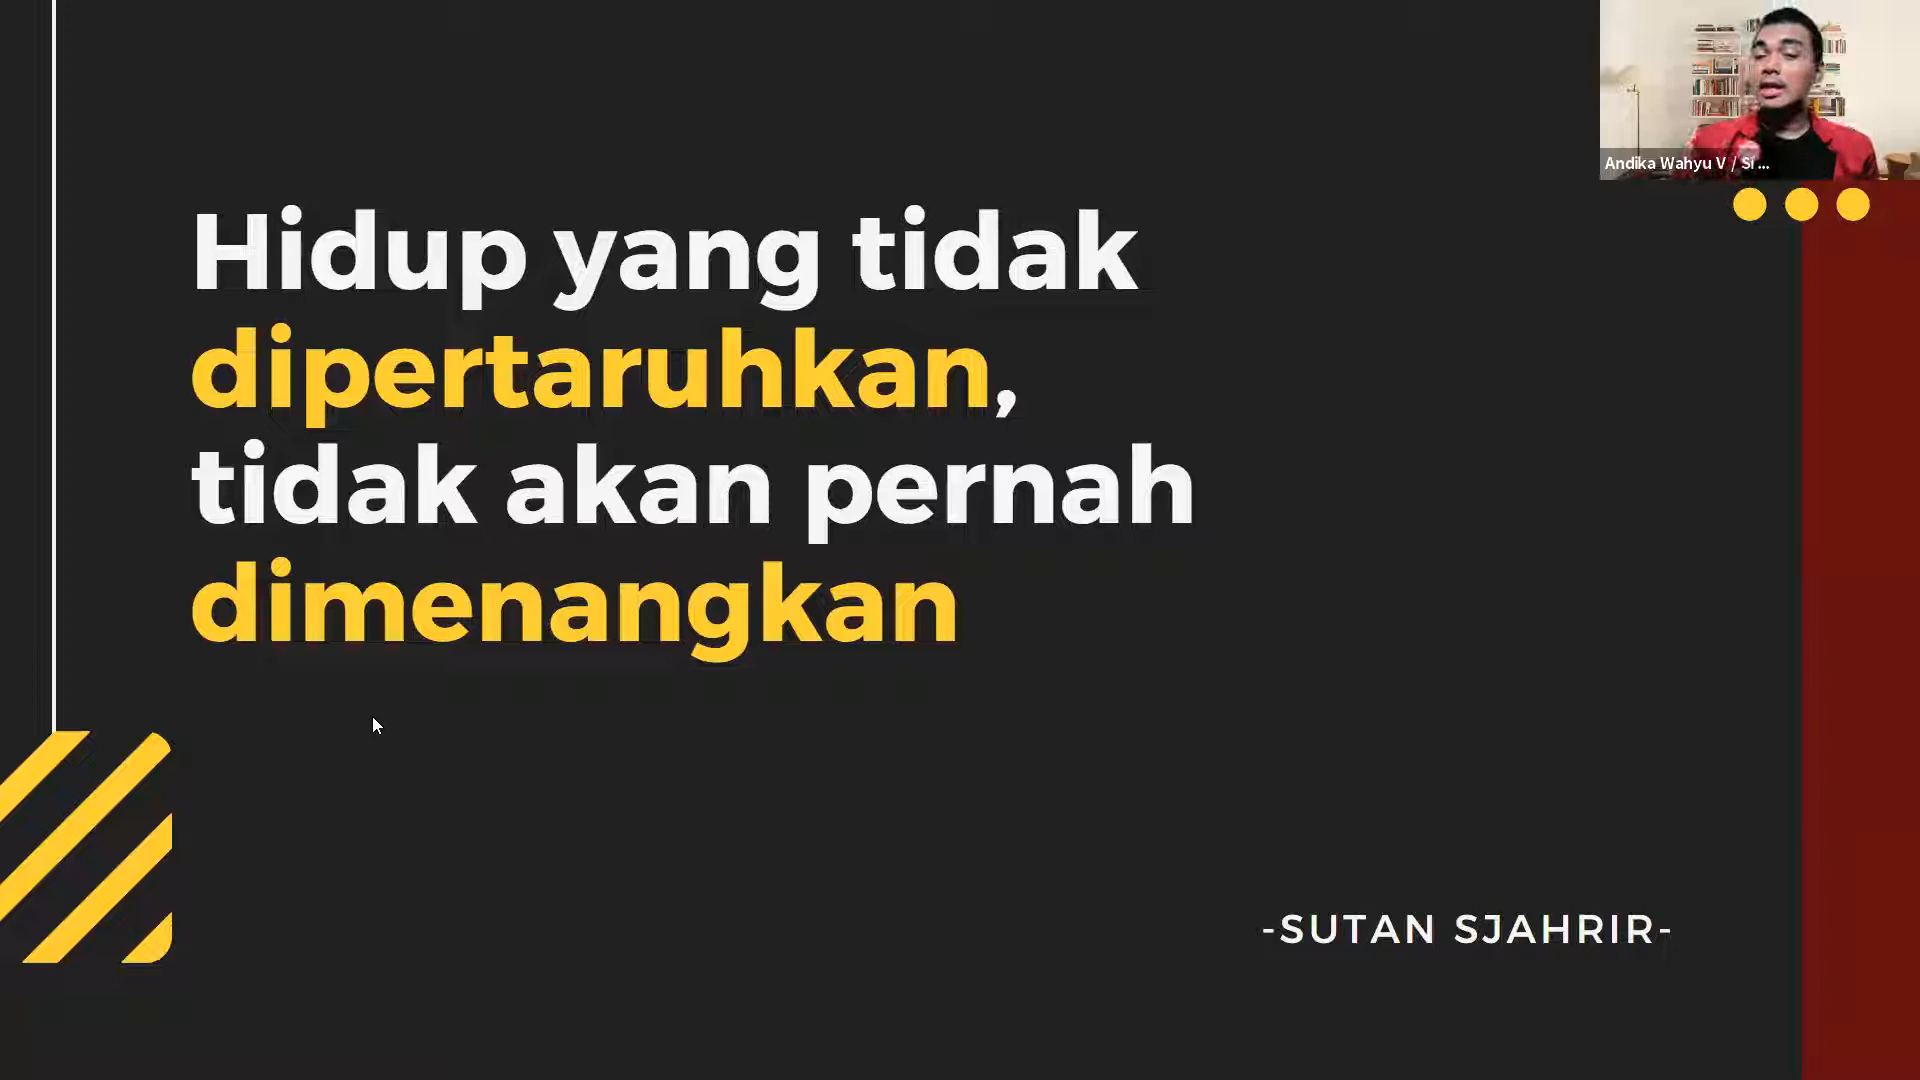 Andika Wahyu V / Si ...
Hidup yang tidak
dipertaruhkan,
tidak akan pernah
dimenangkan
-SUTAN SJAHRIR-